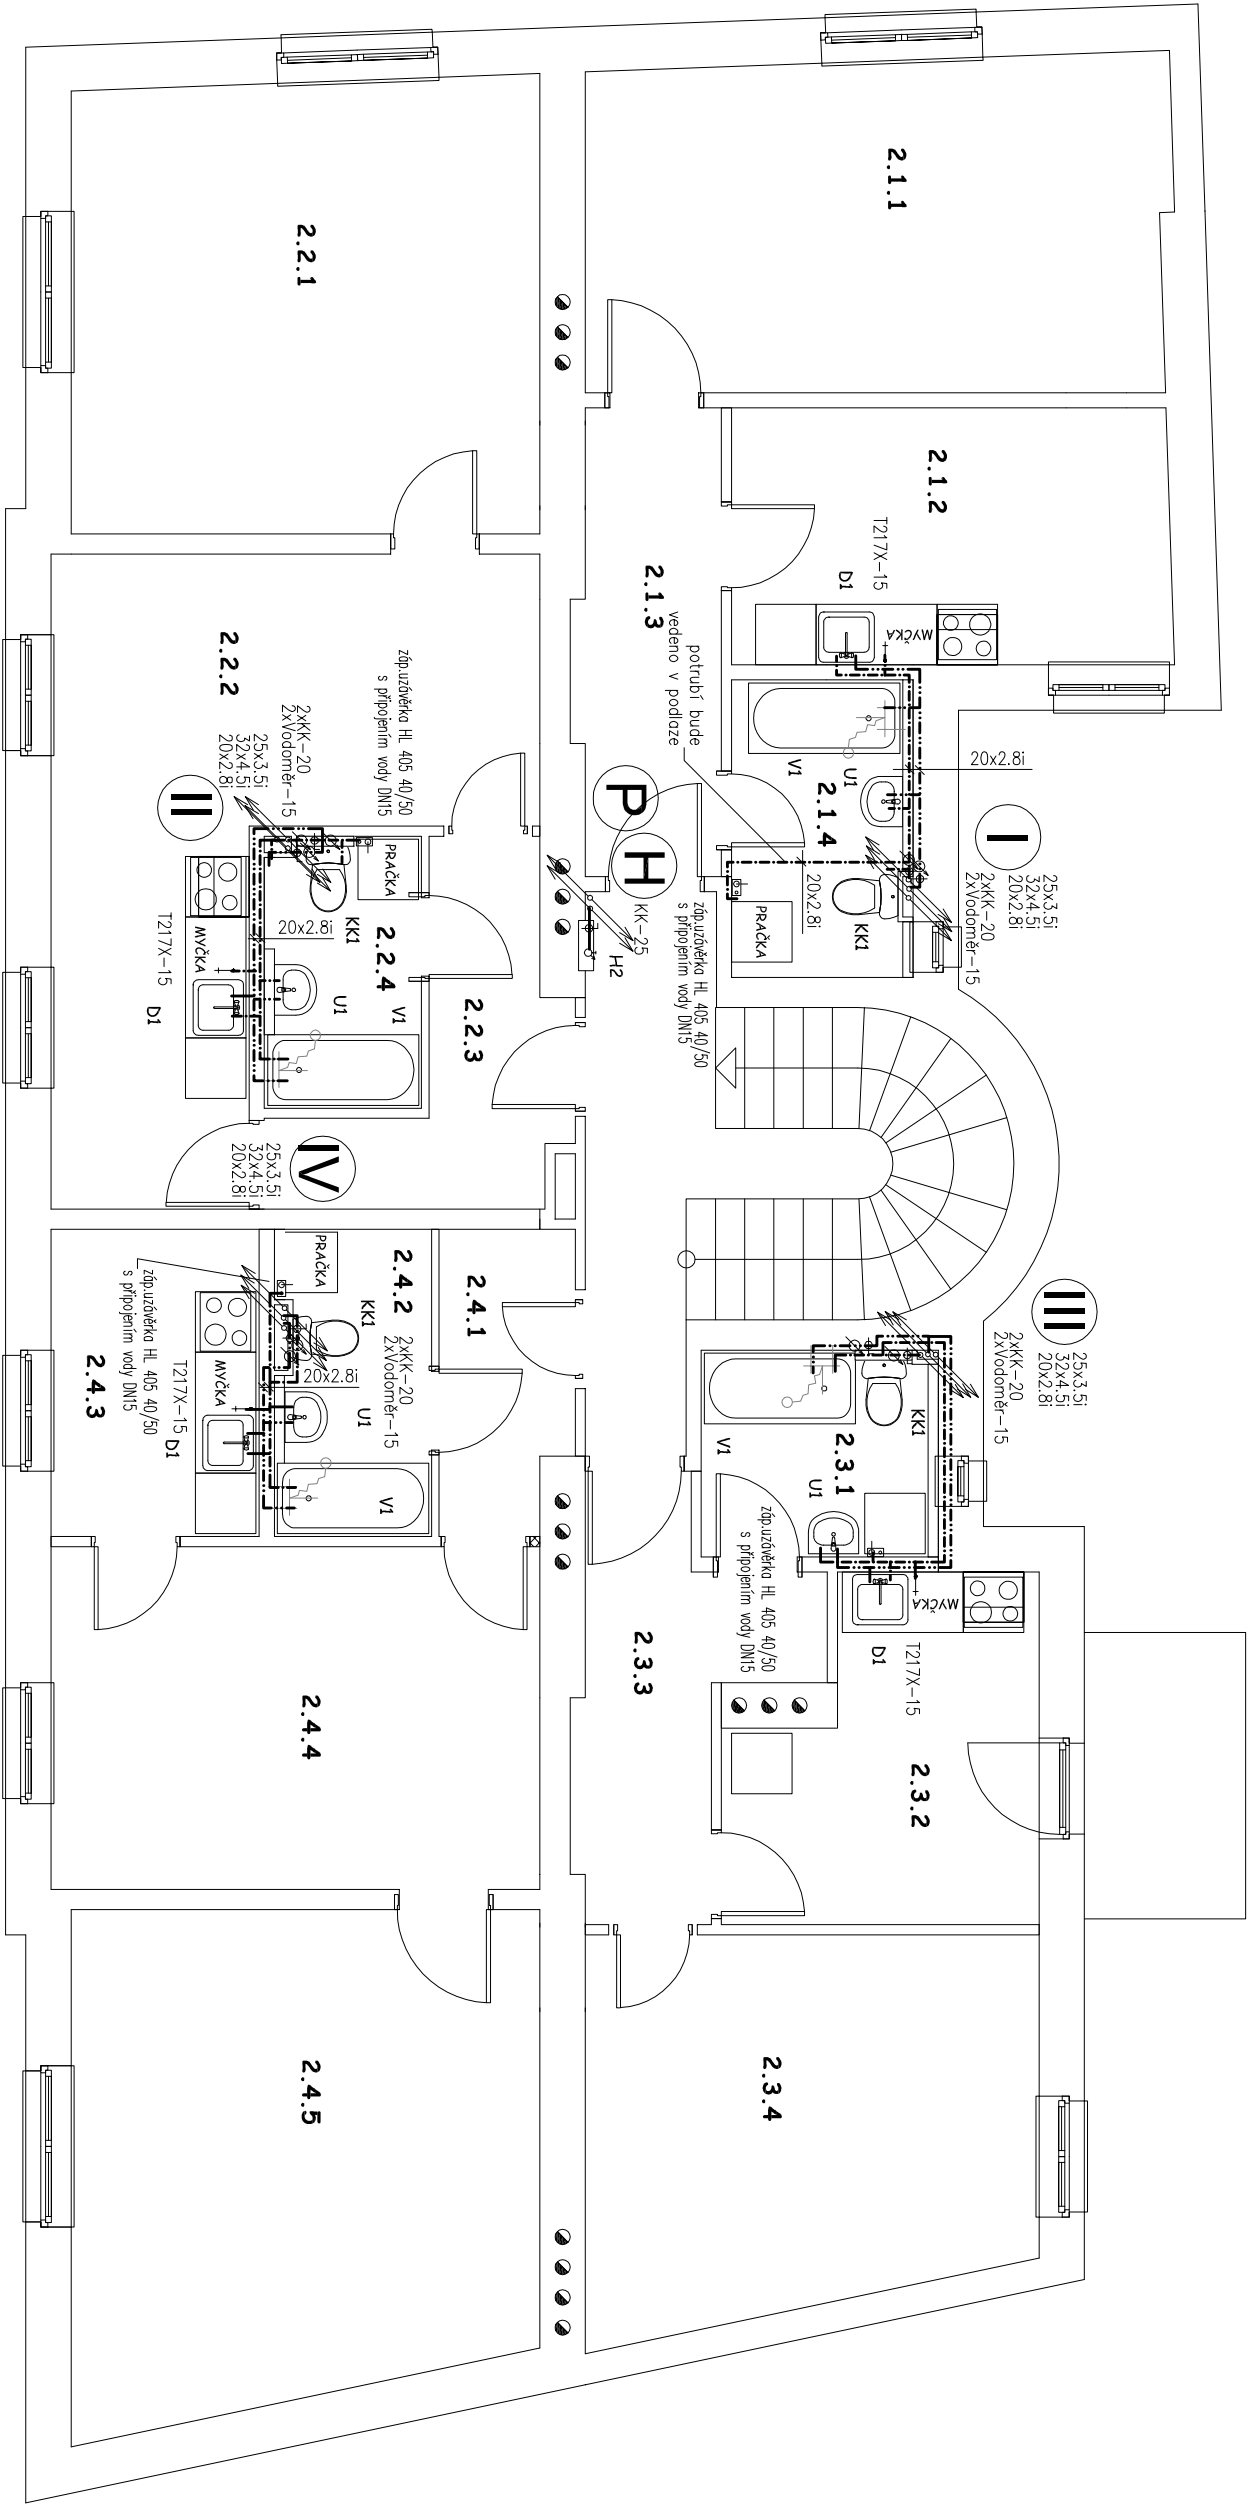 2.1.1
2.2.1
2.1.2
T217X-15
D1
MYČKA
2.1.3
potrubí bude
vedeno v podlaze
20x2.8i
V1
U1
2.1.4
I
25x3.5i
32x4.5i
20x2.8i
2xKK-20
2xVodoměr-15
20x2.8i
KK1
PRAČKA
záp.uzávěrka HL 405 40/50
s připojením vody DN15
P
H
KK-25
H2
2.2.2
záp.uzávěrka HL 405 40/50
s připojením vody DN15
2xKK-20
2xVodoměr-15
25x3.5i
32x4.5i
20x2.8i
II
PRAČKA
KK1
20x2.8i
2.2.4
MYČKA
T217X-15
D1
U1
V1
2.2.3
IV
25x3.5i
32x4.5i
20x2.8i
PRAČKA
2.4.2
2.4.1
KK1
2xKK-20
2xVodoměr-15
20x2.8i
záp.uzávěrka HL 405 40/50
s připojením vody DN15
2.4.3
MYČKA
T217X-15
D1
U1
V1
III
25x3.5i
32x4.5i
20x2.8i
2xKK-20
2xVodoměr-15
KK1
V1
2.3.1
U1
záp.uzávěrka HL 405 40/50
s připojením vody DN15
MYČKA
T217X-15
D1
2.3.3
2.3.2
2.4.4
2.4.5
2.3.4